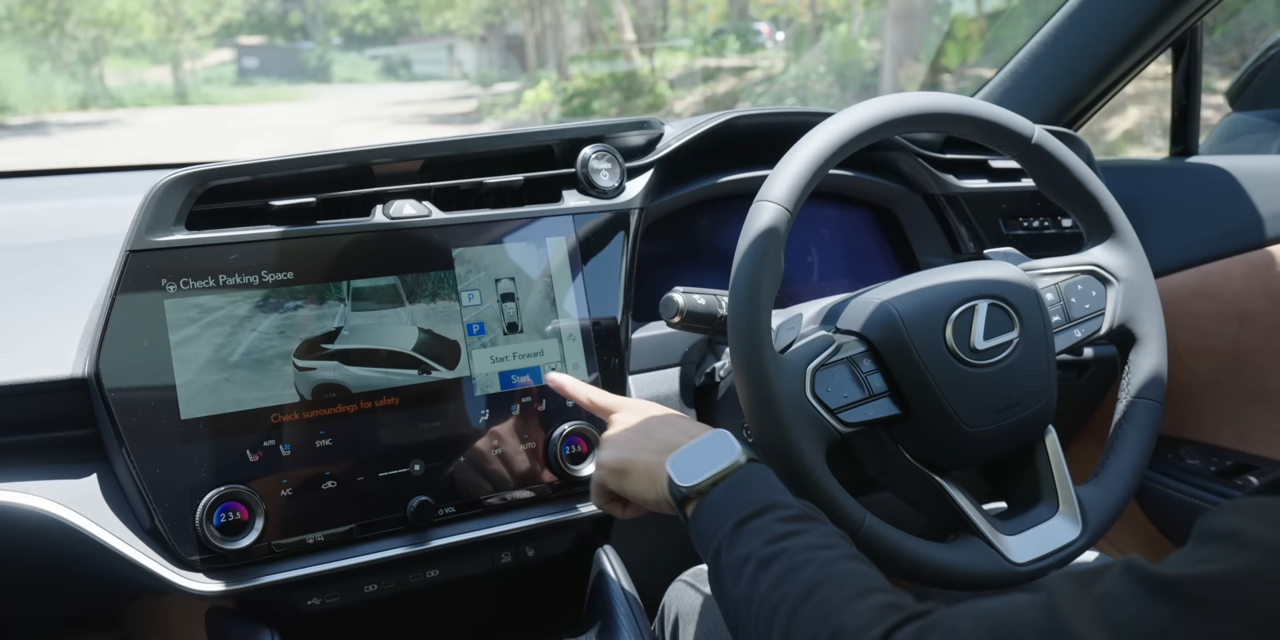 Check Parking Space
P
P
Start: Forward
Start
Check surroundings for safety
AUTO
AUTO
SYNC
OFF
AUTO
A/C
23.5
23.5
VOL